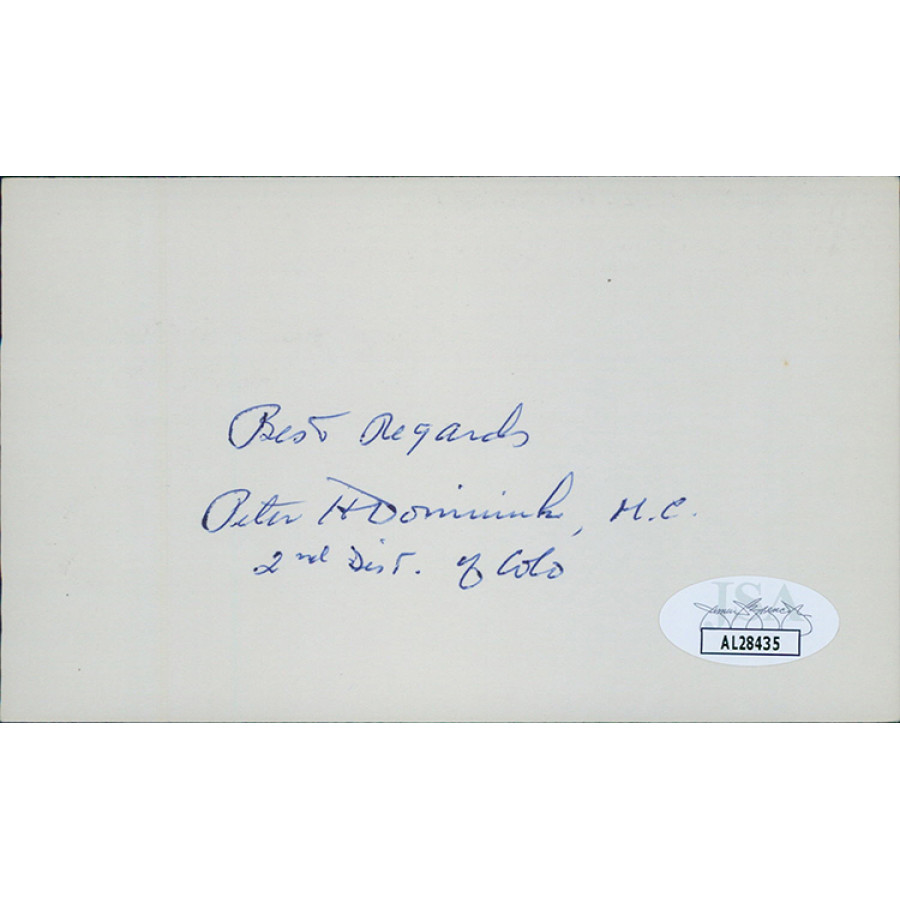 Best Regards
Peter H Dominick, M.C.
2nd Dist. of Colo
JSA
AL28435